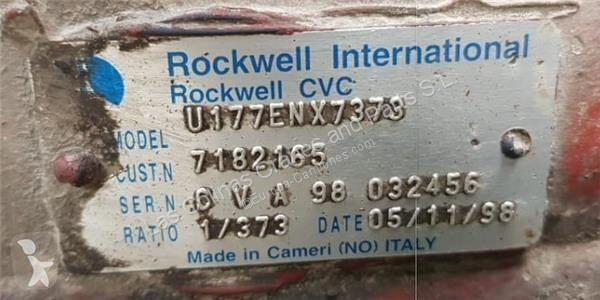 Rockwell International
Rockwell CVC
MODEL U177ENX7373
CUST.N 7182165
SER.N 6 V A 98 032456
RATIO 1/373 DATE 05/11/98
Made in Cameri (NO) ITALY